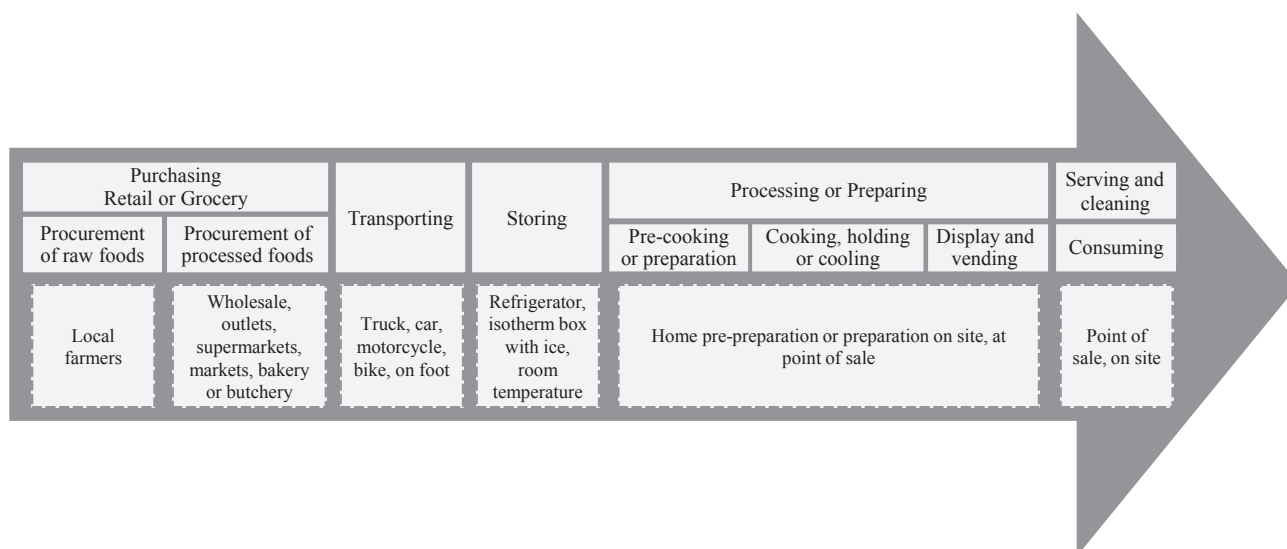 Purchasing
Retail or Grocery
Procurement
of raw foods
Procurement of
processed foods
Transporting
Storing
Processing or Preparing
Pre-cooking
or preparation
Cooking, holding
or cooling
Display and
vending
Serving and
cleaning
Consuming
Local
farmers
Wholesale,
outlets,
supermarkets,
markets, bakery
or butchery
Truck, car,
motorcycle,
bike, on foot
Refrigerator,
isotherm box
with ice,
room
temperature
Home pre-preparation or preparation on site, at
point of sale
Point of
sale, on site